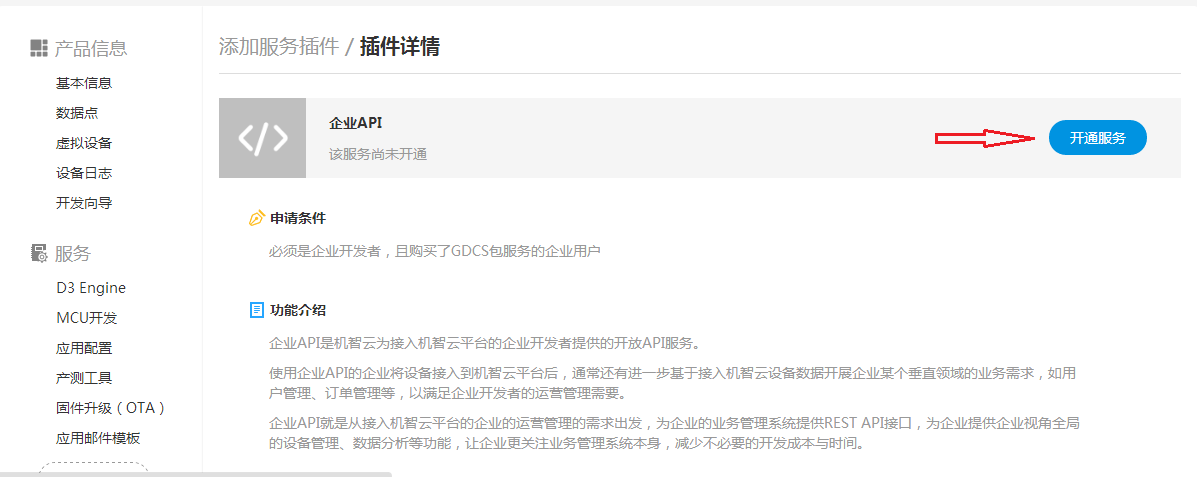 产品信息
基本信息
数据点
虚拟设备
设备日志
开发向导
服务
D3 Engine
MCU开发
应用配置
产测工具
固件升级（OTA）
应用邮件模板
添加服务插件 / 插件详情
企业API
该服务尚未开通
开通服务
申请条件
必须是企业开发者，且购买了GDCS包服务的企业用户
功能介绍
企业API是机智云为接入机智云平台的企业开发者提供的开放API服务。
使用企业API的企业将设备接入到机智云平台后，通常还有进一步基于接入机智云设备数据开展企业某个垂直领域的业务需求，如用
户管理、订单管理等，以满足企业开发者的运营管理需要。
企业API就是从接入机智云平台的企业的运营管理的需求出发，为企业的业务管理系统提供REST API接口，为企业提供企业视角全局
的设备管理、数据分析等功能，让企业更关注业务管理系统本身，减少不必要的开发成本与时间。